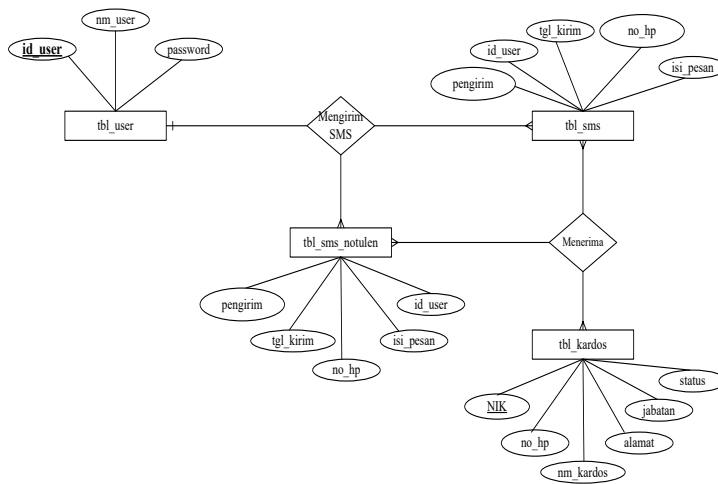 nm_user
id_user
password
tbl_user
Mengirim
SMS
tgl_kirim
no_hp
id_user
isi_pesan
pengirim
tbl_sms
tbl_sms_notulen
Menerima
pengirim
id_user
tgl_kirim
isi_pesan
no_hp
tbl_kardos
status
NIK
jabatan
no_hp
alamat
nm_kardos